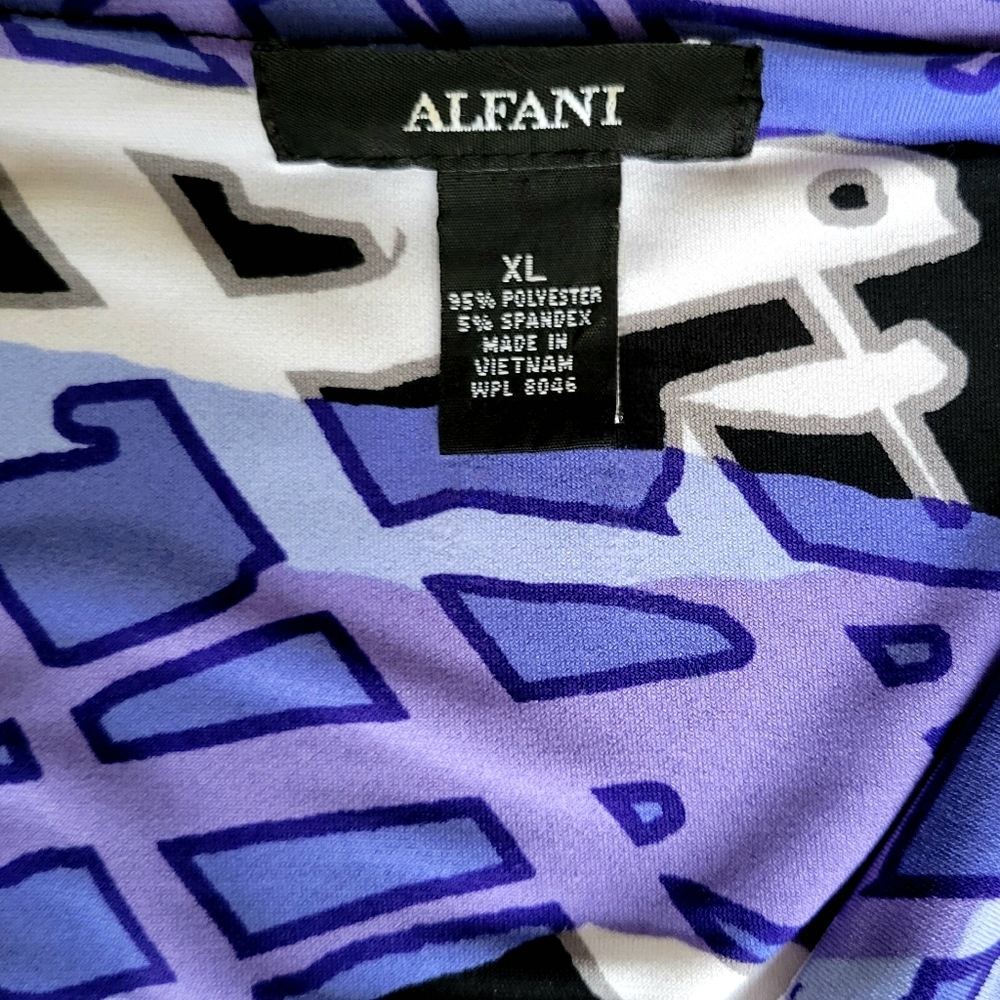 ALFANI
XL
95% POLYESTER
5% SPANDEX
MADE IN
VIETNAM
WPL 8046